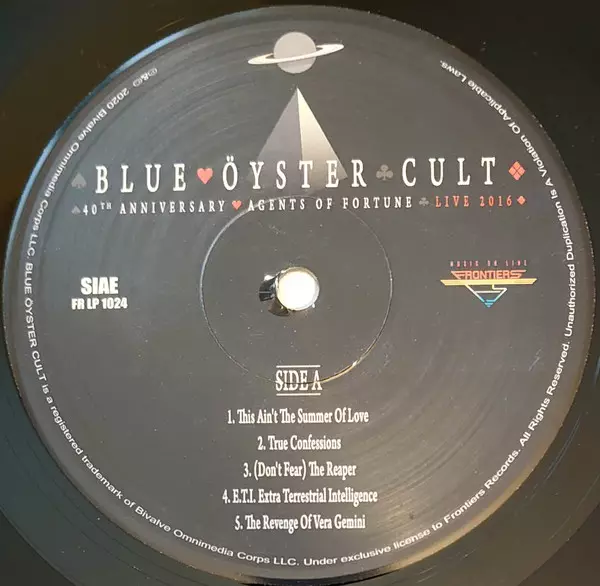 BLUE ♥ ÖYSTER ♣ CULT
♠ 40TH ANNIVERSARY ♥ AGENTS OF FORTUNE ♣ LIVE 2016 ♦
SIAE
FR LP 1024
MUSIC ON LINE
FRONTIERS
SIDE A
1. This Ain't The Summer Of Love
2. True Confessions
3. (Don't Fear) The Reaper
4. E.T.I. Extra Terrestrial Intelligence
5. The Revenge Of Vera Gemini
℗&© 2020 Bivalve Omnimedia Corps LLC. BLUE ÖYSTER CULT is a registered trademark of Bivalve Omnimedia Corps LLC. Under exclusive license to Frontiers Records. All Rights Reserved. Unauthorized Duplication Is A Violation Of Applicable Laws.